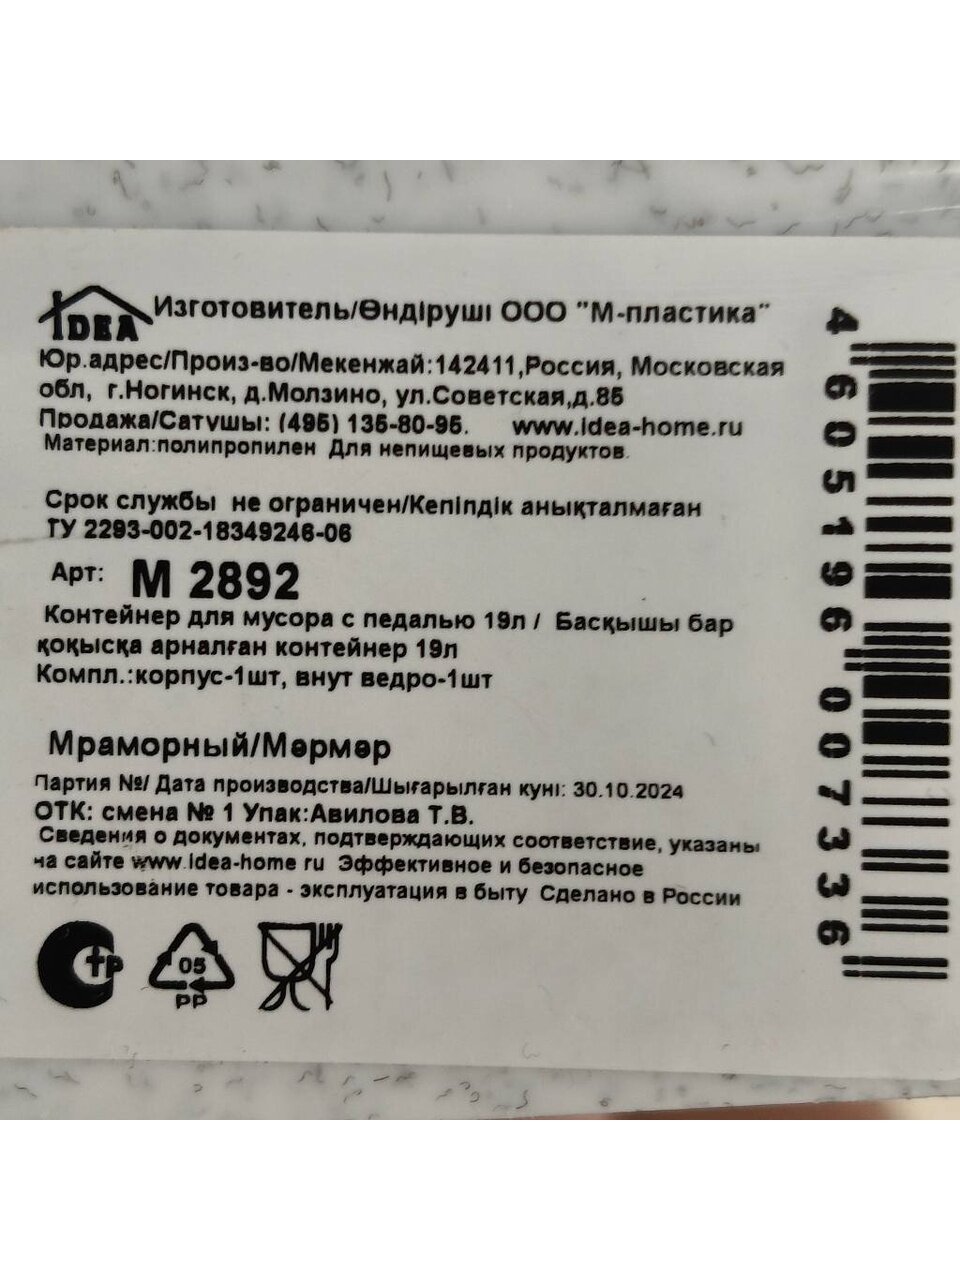 IDEA
Изготовитель/Өндіруші ООО "М-пластика"
Юр.адрес/Произ-во/Мекенжай:142411,Россия, Московская
обл, г.Ногинск, д.Молзино, ул.Советская,д.85
Продажа/Сатушы: (495) 135-80-95. www.idea-home.ru
Материал:полипропилен Для непищевых продуктов.
Срок службы не ограничен/Кепілдік анықталмаған
ТУ 2293-002-18349246-06
Арт: М 2892
Контейнер для мусора с педалью 19л / Басқышы бар
қоқысқа арналған контейнер 19л
Компл.:корпус-1шт, внут ведро-1шт
Мраморный/Мәрмәр
Партия №/ Дата производства/Шығарылған күні: 30.10.2024
ОТК: смена № 1 Упак:Авилова Т.В.
Сведения о документах, подтверждающих соответствие, указаны
на сайте www.idea-home ru Эффективное и безопасное
использование товара - эксплуатация в быту Сделано в России
СТР
05
PP
4605196007336